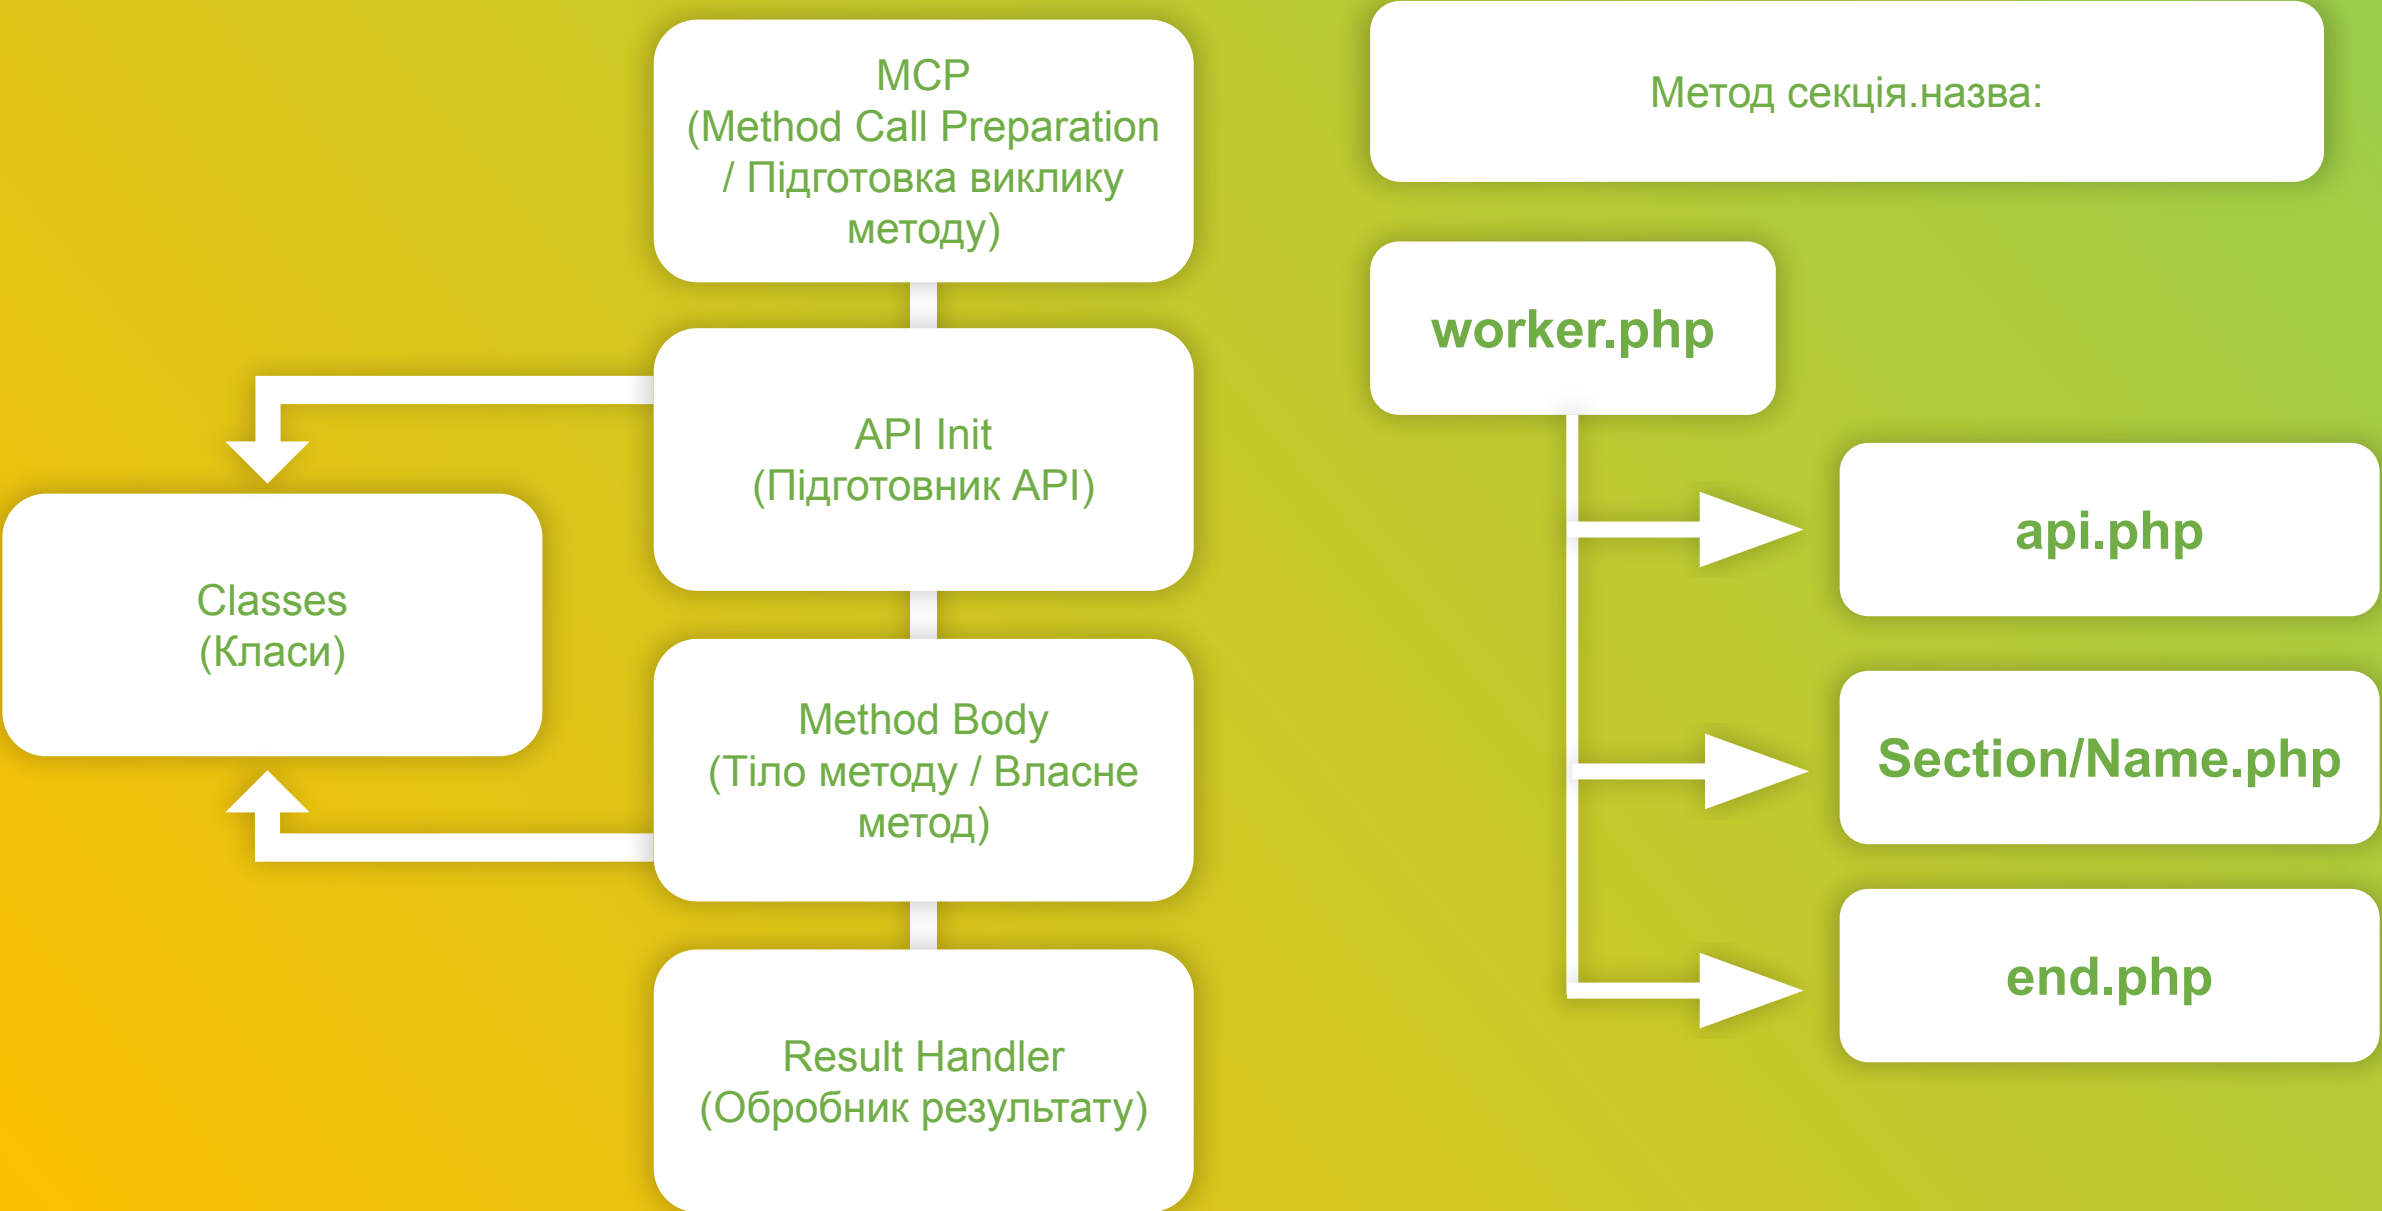 MCP
(Method Call Preparation
/ Підготовка виклику
методу)
API Init
(Підготовник API)
Classes
(Класи)
Method Body
(Тіло методу / Власне
метод)
Result Handler
(Обробник результату)
Метод секція.назва:
worker.php
api.php
Section/Name.php
end.php